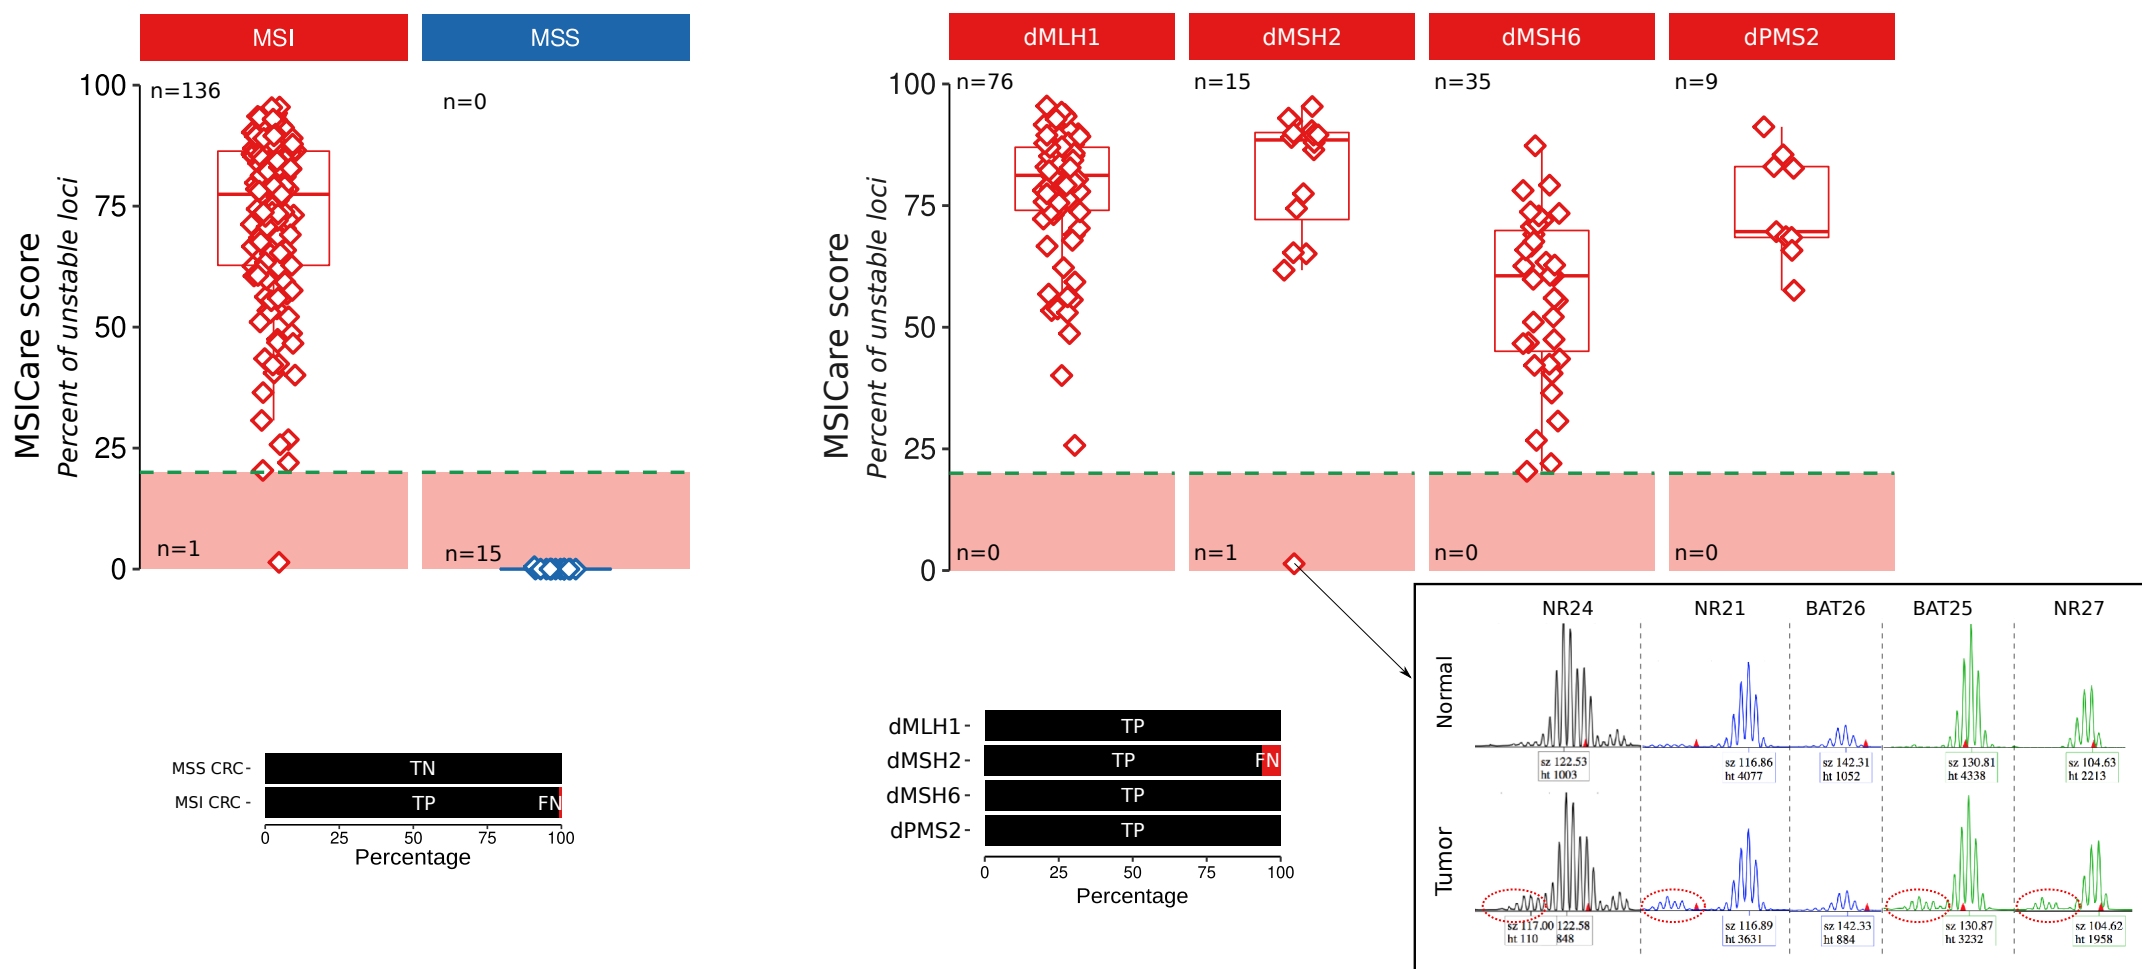 MSI
MSS
MSICare score
Percent of unstable loci
100
75
50
25
0
n=136
n=0
n=1
n=15
dMLH1
dMSH2
dMSH6
dPMS2
MSICare score
Percent of unstable loci
100
75
50
25
0
n=76
n=15
n=35
n=9
n=0
n=1
n=0
n=0
MSS CRC
TN
MSI CRC
TP FN
0 25 50 75 100
Percentage
dMLH1
TP
dMSH2
TP FN
dMSH6
TP
dPMS2
TP
0 25 50 75 100
Percentage
NR24 NR21 BAT26 BAT25 NR27
Normal
sz 122.53
ht 1003
sz 116.86
ht 4077
sz 142.31
ht 1052
sz 130.81
ht 4338
sz 104.63
ht 2213
Tumor
sz 117.00
ht 110
122.58
848
sz 116.89
ht 3631
sz 142.33
ht 884
sz 130.87
ht 3232
sz 104.62
ht 1958